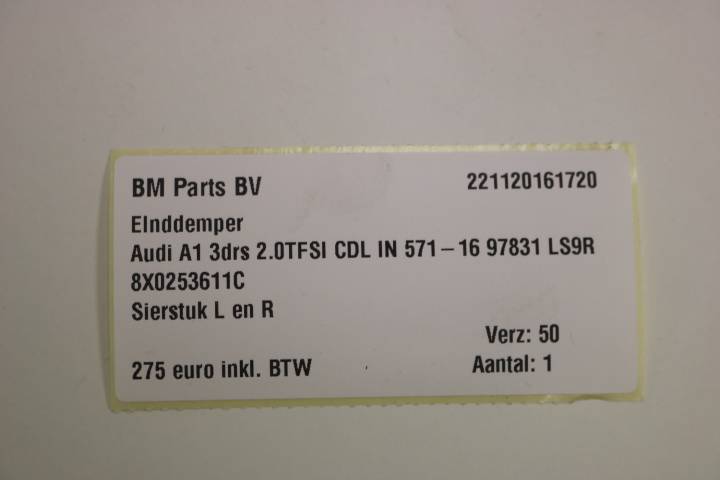 BM Parts BV 221120161720
EInddemper
Audi A1 3drs 2.0TFSI CDL IN 571-16 97831 LS9R
8X0253611C
Sierstuk L en R
Verz: 50
275 euro inkl. BTW Aantal: 1